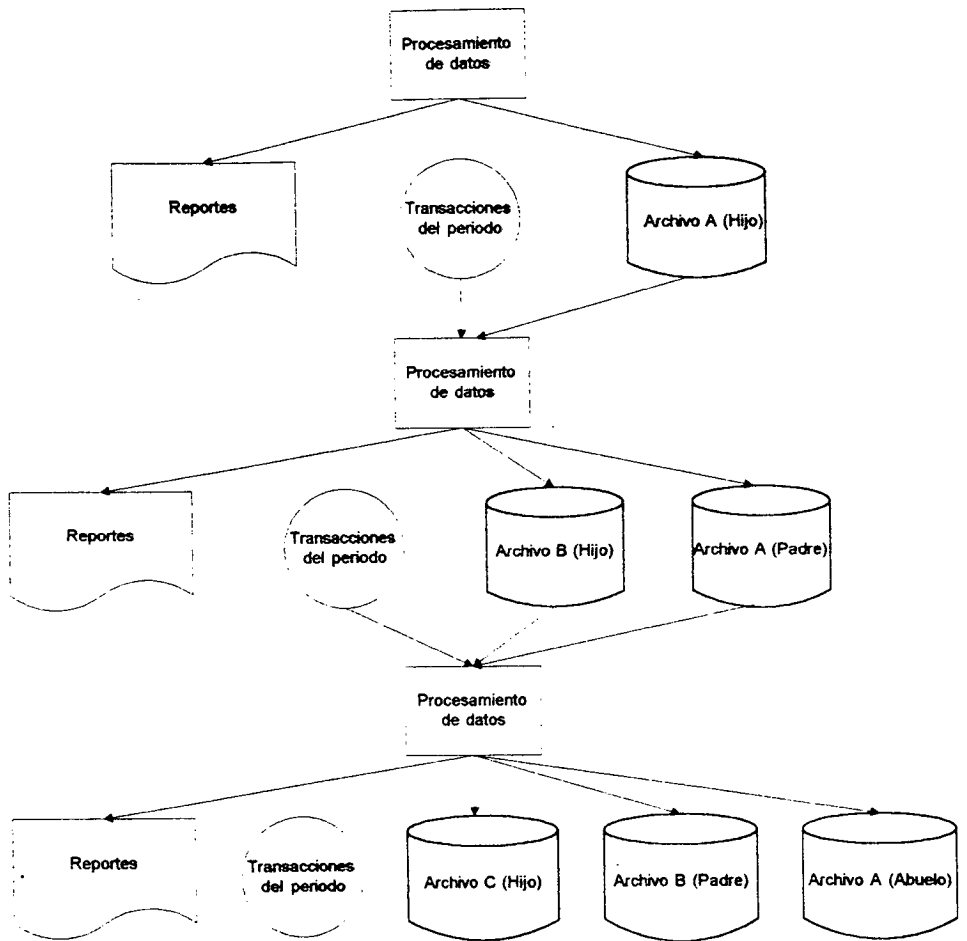 Procesamiento
de datos
Reportes
Transacciones
del periodo
Archivo A (Hijo)
Procesamiento
de datos
Reportes
Transacciones
del periodo
Archivo B (Hijo)
Archivo A (Padre)
Procesamiento
de datos
Reportes
Transacciones
del periodo
Archivo C (Hijo)
Archivo B (Padre)
Archivo A (Abuelo)